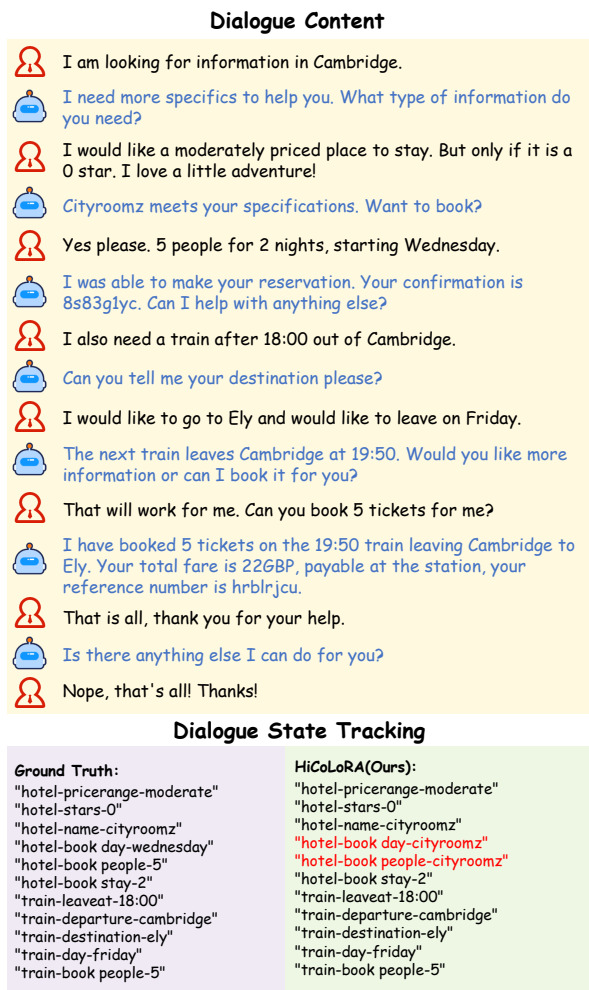 Dialogue Content
I am looking for information in Cambridge.
I need more specifics to help you. What type of information do
you need?
I would like a moderately priced place to stay. But only if it is a
0 star. I love a little adventure!
Cityroomz meets your specifications. Want to book?
Yes please. 5 people for 2 nights, starting Wednesday.
I was able to make your reservation. Your confirmation is
8s83g1yc. Can I help with anything else?
I also need a train after 18:00 out of Cambridge.
Can you tell me your destination please?
I would like to go to Ely and would like to leave on Friday.
The next train leaves Cambridge at 19:50. Would you like more
information or can I book it for you?
That will work for me. Can you book 5 tickets for me?
I have booked 5 tickets on the 19:50 train leaving Cambridge to
Ely. Your total fare is 22GBP, payable at the station, your
reference number is hrblrjcu.
That is all, thank you for your help.
Is there anything else I can do for you?
Nope, that's all! Thanks!
Dialogue State Tracking
Ground Truth:
"hotel-pricerange-moderate"
"hotel-stars-0"
"hotel-name-cityroomz"
"hotel-book day-wednesday"
"hotel-book people-5"
"hotel-book stay-2"
"train-leaveat-18:00"
"train-departure-cambridge"
"train-destination-ely"
"train-day-friday"
"train-book people-5"
HiCoLoRA(Ours):
"hotel-pricerange-moderate"
"hotel-stars-0"
"hotel-name-cityroomz"
"hotel-book day-cityroomz"
"hotel-book people-cityroomz"
"hotel-book stay-2"
"train-leaveat-18:00"
"train-departure-cambridge"
"train-destination-ely"
"train-day-friday"
"train-book people-5"